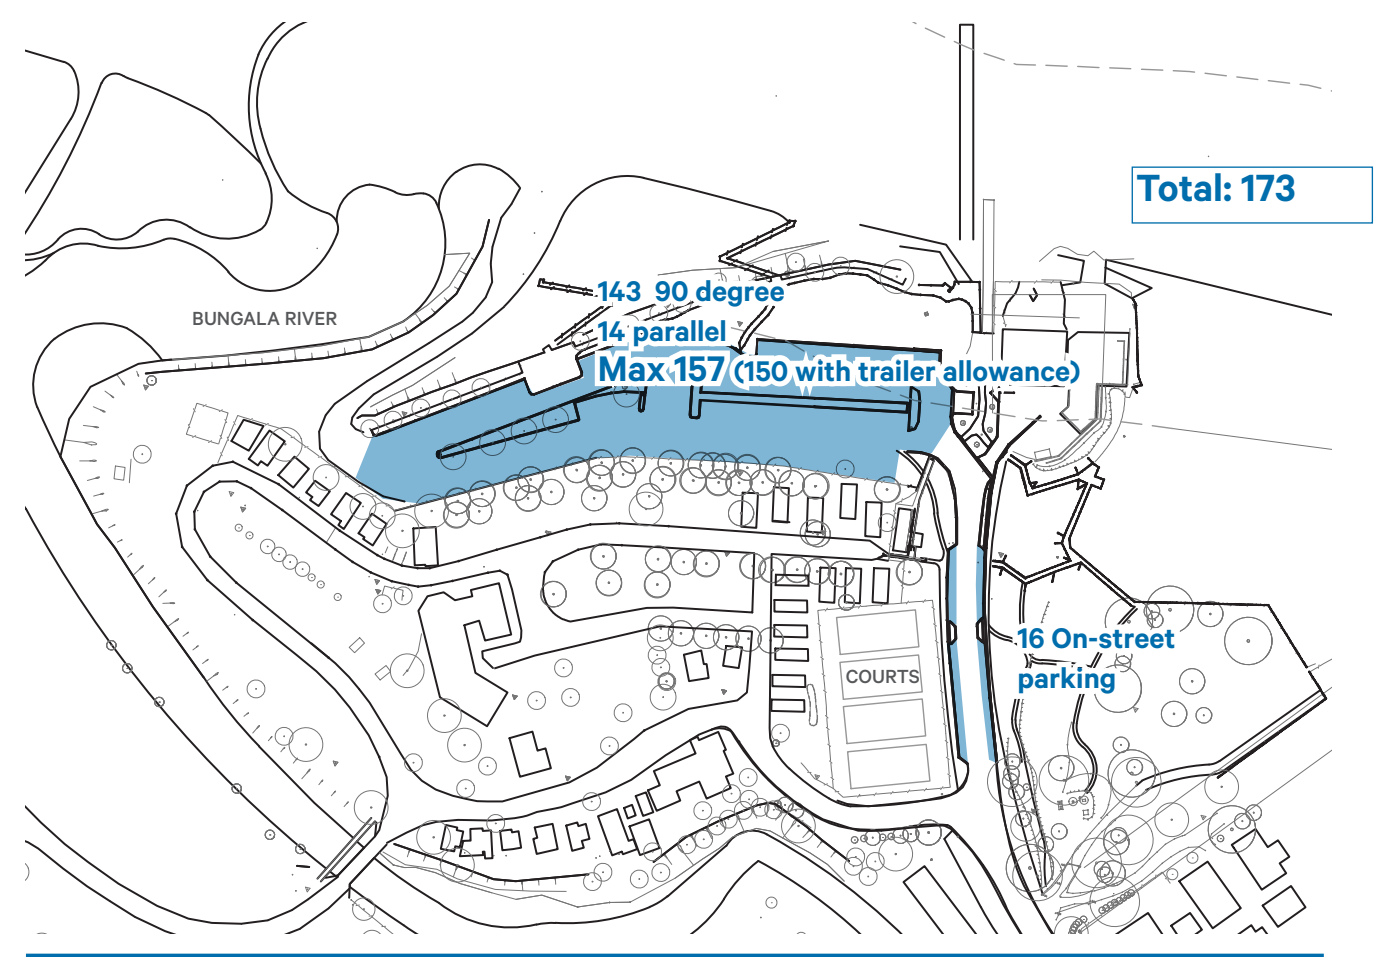 Total: 173
143 90 degree
BUNGALA RIVER
14 parallel
Max 157 (150 with trailer allowance)
16 On-street
parking
COURTS